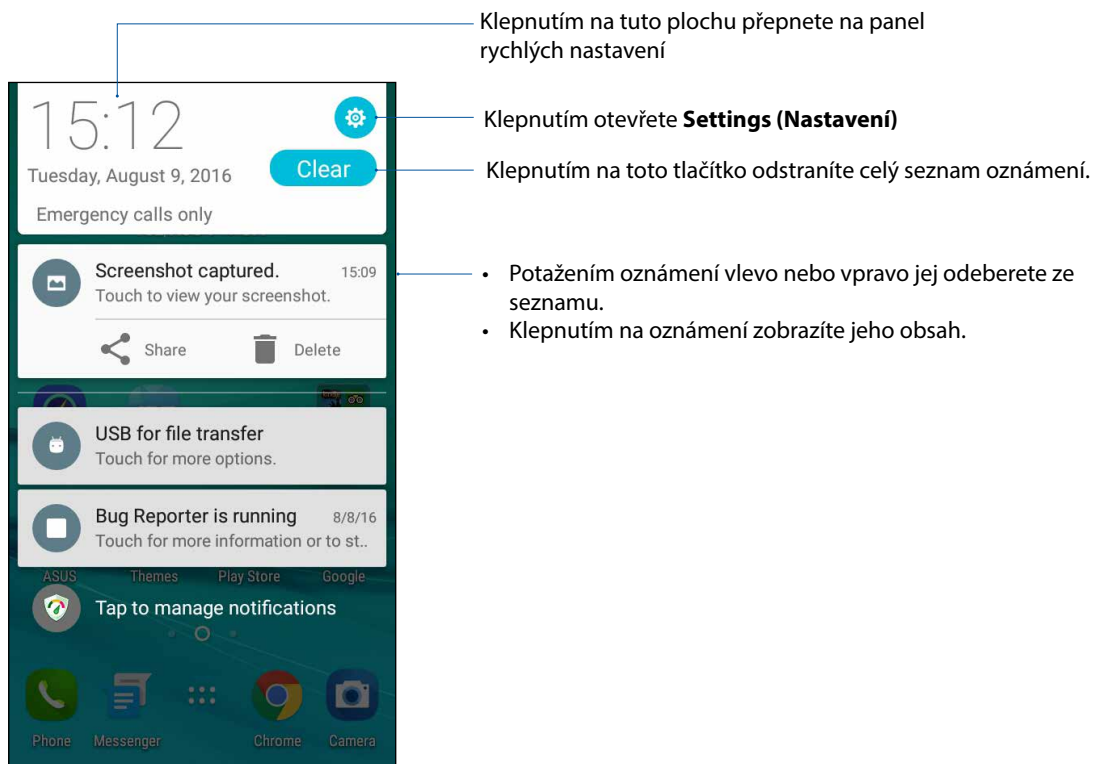 Klepnutím na tuto plochu přepnete na panel
rychlých nastavení
15:12
Klepnutím otevřete Settings (Nastavení)
Tuesday, August 9, 2016
Clear
Klepnutím na toto tlačítko odstraníte celý seznam oznámení.
Emergency calls only
Screenshot captured. 15:09
Touch to view your screenshot.
Share Delete
• Potažením oznámení vlevo nebo vpravo jej odeberete ze
seznamu.
• Klepnutím na oznámení zobrazíte jeho obsah.
USB for file transfer
Touch for more options.
Bug Reporter is running 8/8/16
Touch for more information or to st..
ASUS Themes Play Store Google
Tap to manage notifications
Phone Messenger Chrome Camera